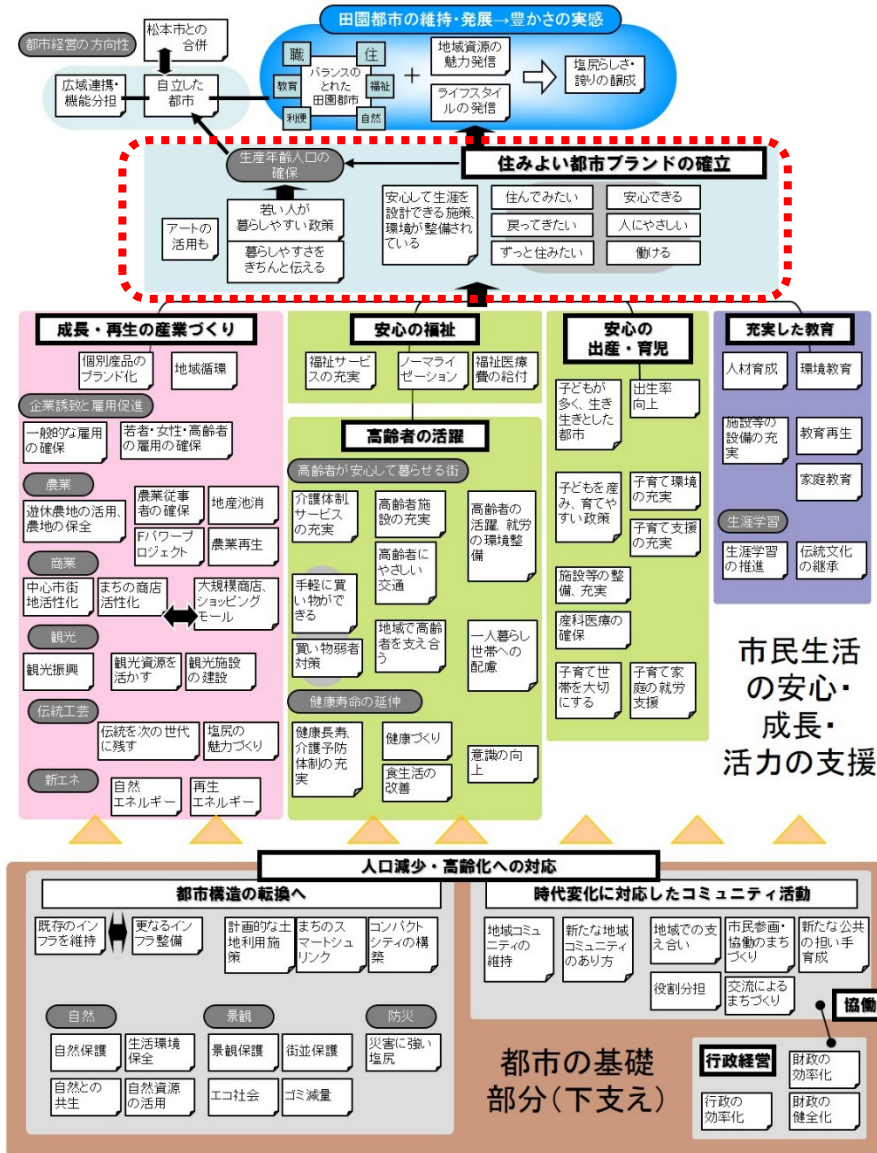 田園都市の維持・発展→豊かさの実感
都市経営の方向性
松本市との
合併
広域連携・
機能分担
自立した
都市
職
住
教育
福祉
利便
自然
バランスの
とれた
田園都市
+
地域資源の
魅力発信
ライフスタ
イルの発信
塩尻らしさ・
誇りの醸成
生産年齢人口の
確保
住みよい都市ブランドの確立
アートの
活用も
若い人が
暮らしやすい政策
暮らしやすさを
きちんと伝える
安心して生涯を
設計できる施策、
環境が整備され
ている
住んでみたい
安心できる
戻ってきたい
人にやさしい
ずっと住みたい
働ける
成長・再生の産業づくり
個別産品の
ブランド化
地域循環
企業誘致と雇用促進
一般的な雇用
の確保
若者・女性・高齢者
の雇用の確保
農業
遊休農地の活用、
農地の保全
農業従事
者の確保
地産池消
Fパワープ
ロジェクト
農業再生
商業
中心市街
地活性化
まちの商店
活性化
大規模商店、
ショッピング
モール
観光
観光振興
観光資源を
活かす
観光施設
の建設
伝統工芸
伝統を次の世代
に残す
塩尻の
魅力づくり
新エネ
自然
エネルギー
再生
エネルギー
安心の福祉
福祉サービ
スの充実
ノーマライ
ゼーション
福祉医療
費の給付
高齢者の活躍
高齢者が安心して暮らせる街
介護体制、
サービス
の充実
高齢者施
設の充実
高齢者の
活躍、就労
の環境整
備
高齢者に
やさしい
交通
手軽に買
い物がで
きる
買い物弱者
対策
地域で高齢
者を支え合
う
一人暮らし
世帯への
配慮
健康寿命の延伸
健康長寿、
介護予防
体制の充
実
健康づくり
食生活の
改善
意識の向
上
安心の
出産・育児
子どもが
多く、生き
生きとした
都市
出生率
向上
子どもを産
み、育てや
すい政策
子育て環境
の充実
子育て支援
の充実
施設等の整
備、充実
産科医療の
確保
子育て世
帯を大切
にする
子育て家
庭の就労
支援
充実した教育
人材育成
環境教育
施設等の
設備の充
実
教育再生
家庭教育
生涯学習
生涯学習
の推進
伝統文化
の継承
市民生活
の安心・
成長・
活力の支援
人口減少・高齢化への対応
都市構造の転換へ
既存のイン
フラを維持
更なるイン
フラ整備
計画的な土
地利用施
策
まちのス
マートシュ
リンク
コンパクト
シティの構
築
自然
自然保護
生活環境
保全
自然との
共生
自然資源
の活用
景観
景観保護
街並保護
エコ社会
ゴミ減量
防災
災害に強い
塩尻
時代変化に対応したコミュニティ活動
地域コミュ
ニティの
維持
新たな地域
コミュニティ
のあり方
地域での支
え合い
市民参画・
協働のまち
づくり
新たな公共
の担い手
育成
役割分担
交流による
まちづくり
協働
都市の基礎
部分(下支え)
行政経営
財政の
効率化
行政の
効率化
財政の
健全化